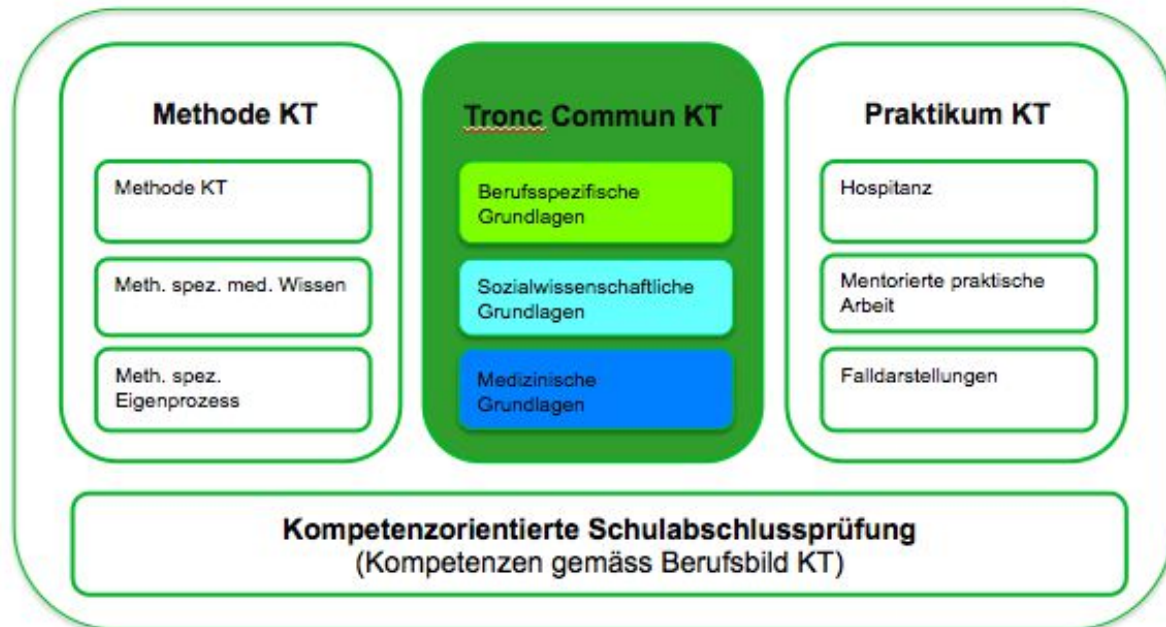 Methode KT
Methode KT
Meth. spez. med. Wissen
Meth. spez.
Eigenprozess
Tronc Commun KT
Berufsspezifische
Grundlagen
Sozialwissenschaftliche
Grundlagen
Medizinische
Grundlagen
Praktikum KT
Hospitanz
Mentorierte praktische
Arbeit
Falldarstellungen
Kompetenzorientierte Schulabschlussprüfung
(Kompetenzen gemäss Berufsbild KT)